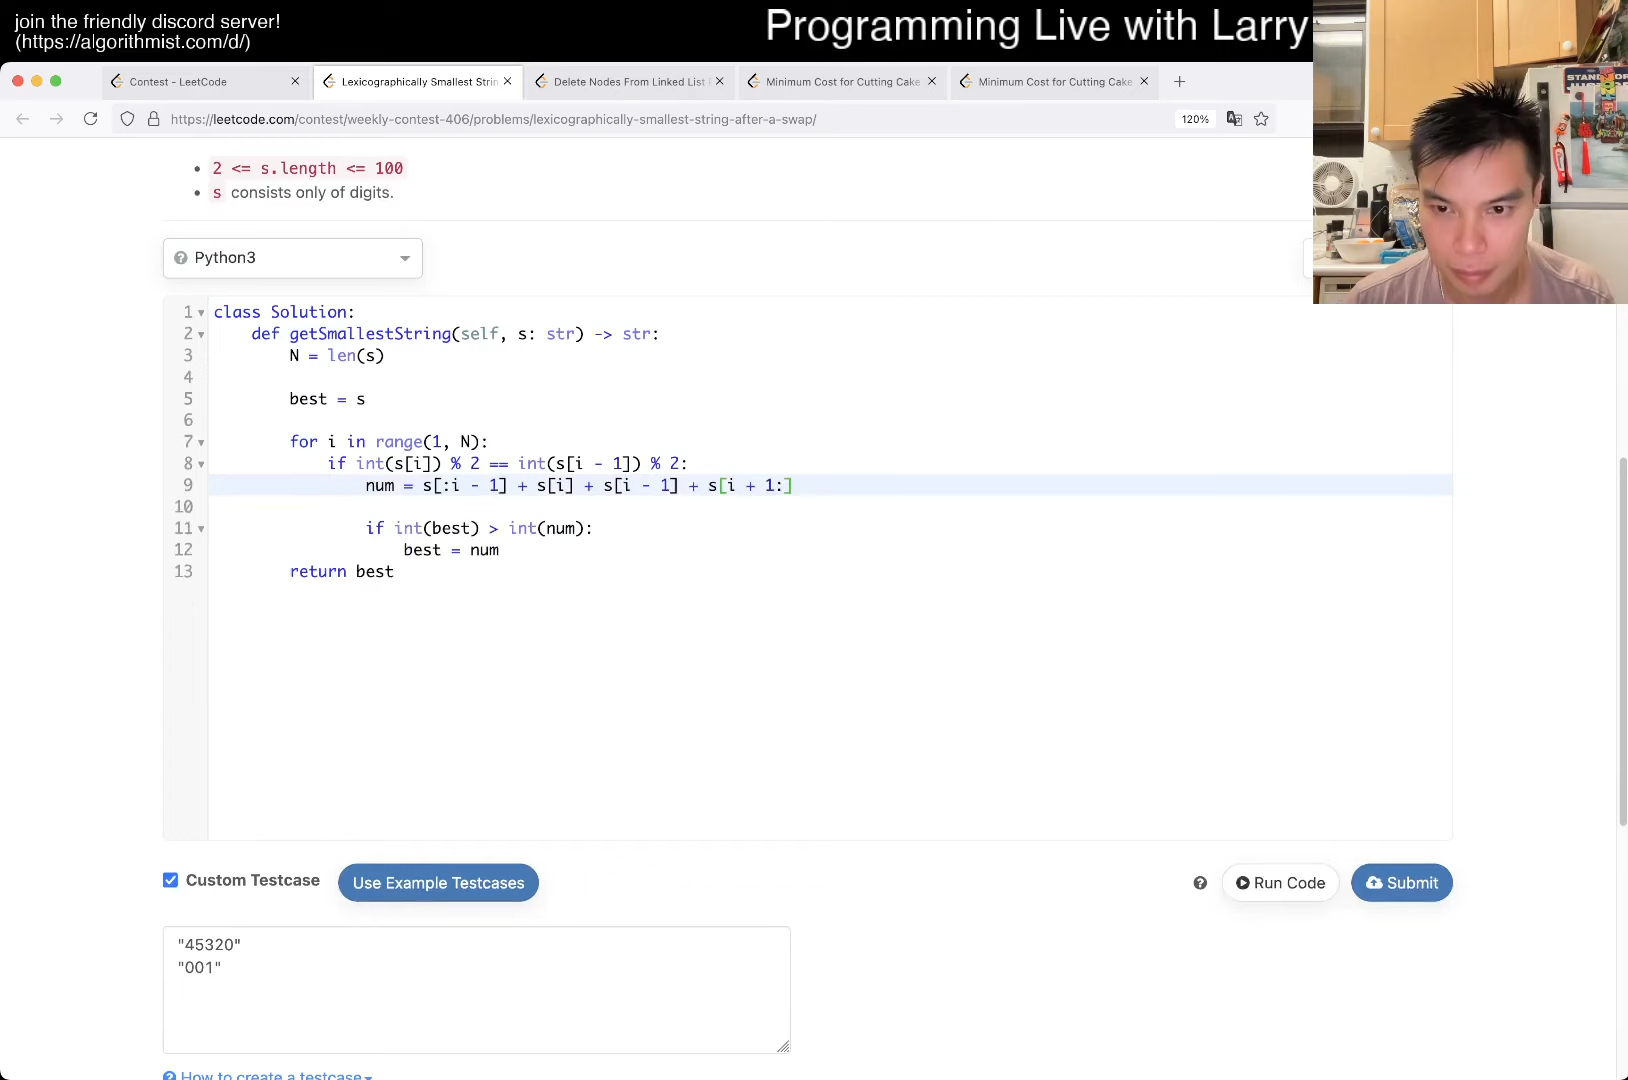 join the friendly discord server!
(https://algorithmist.com/d/)
Programming Live with Larry
Contest - LeetCode
Lexicographically Smallest Strin
Delete Nodes From Linked List
Minimum Cost for Cutting Cake
Minimum Cost for Cutting Cake
https://leetcode.com/contest/weekly-contest-406/problems/lexicographically-smallest-string-after-a-swap/
120%
2 <= s.length <= 100
s consists only of digits.
Python3
1 class Solution:
2 def getSmallestString(self, s: str) -> str:
3 N = len(s)
4
5 best = s
6
7 for i in range(1, N):
8 if int(s[i]) % 2 == int(s[i - 1]) % 2:
9 num = s[:i - 1] + s[i] + s[i - 1] + s[i + 1:]
10
11 if int(best) > int(num):
12 best = num
13 return best
Custom Testcase
Use Example Testcases
Run Code
Submit
"45320"
"001"
How to create a testcase